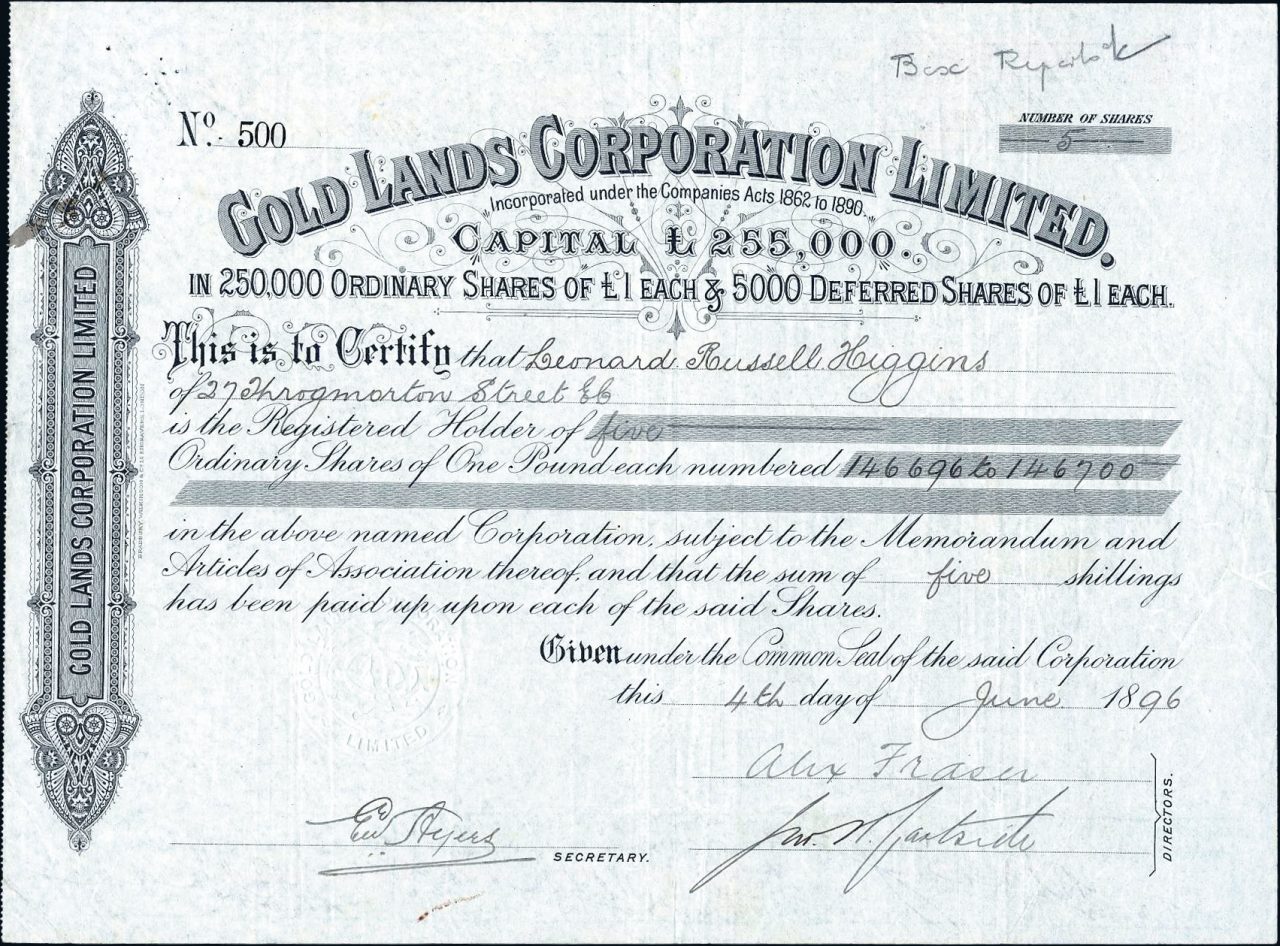 Nº. 500
NUMBER OF SHARES
5
GOLD LANDS CORPORATION LIMITED.
Incorporated under the Companies Acts 1862 to 1890.
CAPITAL £255,000.
IN 250,000 ORDINARY SHARES OF £1 EACH & 5000 DEFERRED SHARES OF £1 EACH.
This is to Certify that Leonard Russell Higgins
of 27 Throgmorton Street EC
is the Registered Holder of five
Ordinary Shares of One Pound each numbered 146696 to 146700
in the above named Corporation, subject to the Memorandum and
Articles of Association thereof, and that the sum of five shillings
has been paid up upon each of the said Shares.
Given under the Common Seal of the said Corporation
this 4th day of June 1896
Alex Fraser
Jno. W. Gartside
DIRECTORS.
SECRETARY.
GOLD LANDS CORPORATION LIMITED
LIMITED